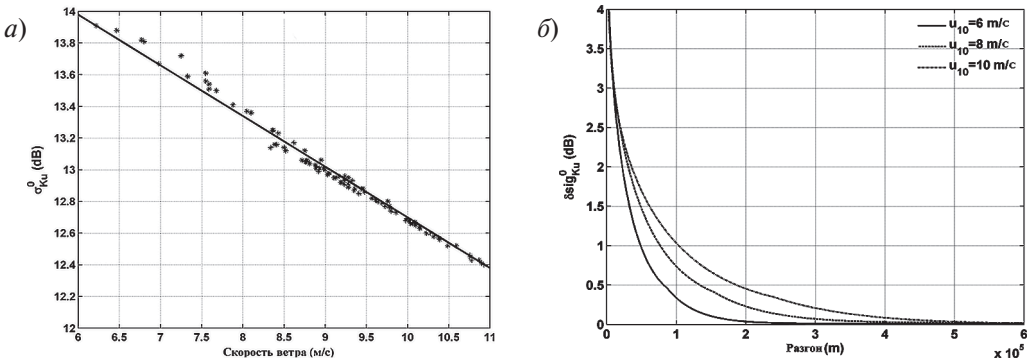 а)
14
13.8
13.6
13.4
13.2
13
12.8
12.6
12.4
12.2
12
σ⁰Ku (dB)
6 6.5 7 7.5 8 8.5 9 9.5 10 10.5 11
Скорость ветра (м/с)
б)
4
3.5
3
2.5
2
1.5
1
0.5
0
δsig⁰Ku (dB)
u10=6 m/c
u10=8 m/c
u10=10 m/c
0 1 2 3 4 5 6
Разгон (m)
x 10⁵